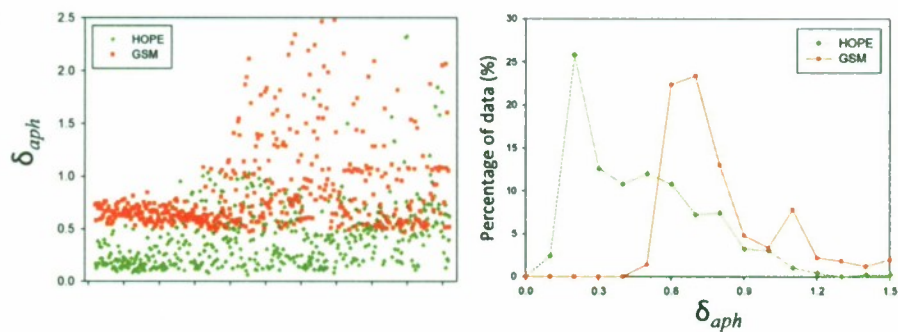 2.5
2.0
1.5
1.0
0.5
0.0
δaph
HOPE
GSM
30
25
20
15
10
5
0
Percentage of data (%)
HOPE
GSM
0.0 0.3 0.6 0.9 1.2 1.5
δaph